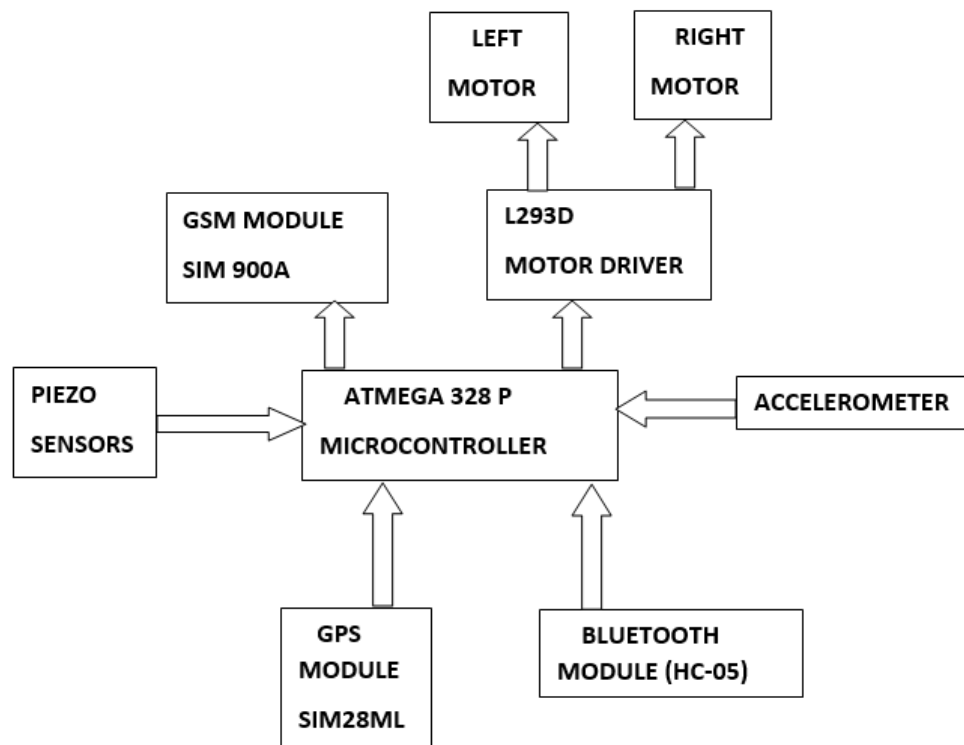 LEFT
MOTOR
RIGHT
MOTOR
GSM MODULE
SIM 900A
L293D
MOTOR DRIVER
PIEZO
SENSORS
ATMEGA 328 P
MICROCONTROLLER
ACCELEROMETER
GPS
MODULE
SIM28ML
BLUETOOTH
MODULE (HC-05)